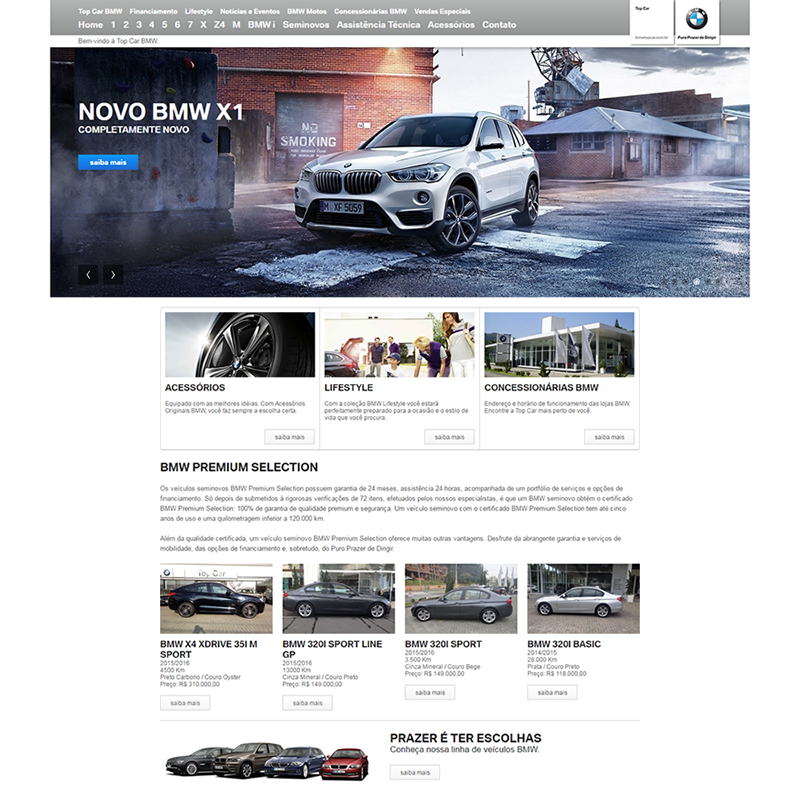 Top Car BMW Financiamento Lifestyle Notícias e Eventos BMW Motos Concessionárias BMW Vendas Especiais
Home 1 2 3 4 5 6 7 X Z4 M BMW i Seminovos Assistência Técnica Acessórios Contato
Top Car
bmwtopcar.com.br
Puro Prazer de Dirigir
Bem-vindo à Top Car BMW.
NOVO BMW X1
COMPLETAMENTE NOVO
saiba mais
NO
SMOKING
M XF 5059
ACESSÓRIOS
Equipado com as melhores idéias. Com Acessórios
Originais BMW, você faz sempre a escolha certa.
saiba mais
LIFESTYLE
Com a coleção BMW Lifestyle você estará
perfeitamente preparado para a ocasião e o estilo de
vida que você procura.
saiba mais
CONCESSIONÁRIAS BMW
Endereço e horário de funcionamento das lojas BMW.
Encontre a Top Car mais perto de você.
saiba mais
BMW PREMIUM SELECTION
Os veículos seminovos BMW Premium Selection possuem garantia de 24 meses, assistência 24 horas, acompanhada de um portfólio de serviços e opções de
financiamento. Só depois de submetidos à rigorosas verificações de 72 itens, efetuados pelos nossos especialistas, é que um BMW seminovo obtém o certificado
BMW Premium Selection: 100% de garantia de qualidade premium e segurança. Um veículo seminovo com o certificado BMW Premium Selection tem até cinco
anos de uso e uma quilometragem inferior a 120.000 km.
Além da qualidade certificada, um veículo seminovo BMW Premium Selection oferece muitas outras vantagens. Desfrute da abrangente garantia e serviços de
mobilidade, das opções de financiamento e, sobretudo, do Puro Prazer de Dirigir.
Top Car
BMW X4 XDRIVE 35I M
SPORT
2015/2016
4500 Km
Preto Carbono / Couro Oyster
Preço: R$ 310.000,00
saiba mais
BMW 320I SPORT LINE
GP
2015/2016
13000 Km
Cinza Mineral / Couro Preto
Preço: R$ 149.000,00
saiba mais
BMW 320I SPORT
2015/2016
3.500 Km
Cinza Mineral / Couro Bege
Preço: R$ 149.000,00
saiba mais
BMW 320I BASIC
2014/2015
28.000 Km
Prata / Couro Preto
Preço: R$ 118.000,00
saiba mais
PRAZER É TER ESCOLHAS
Conheça nossa linha de veículos BMW.
saiba mais